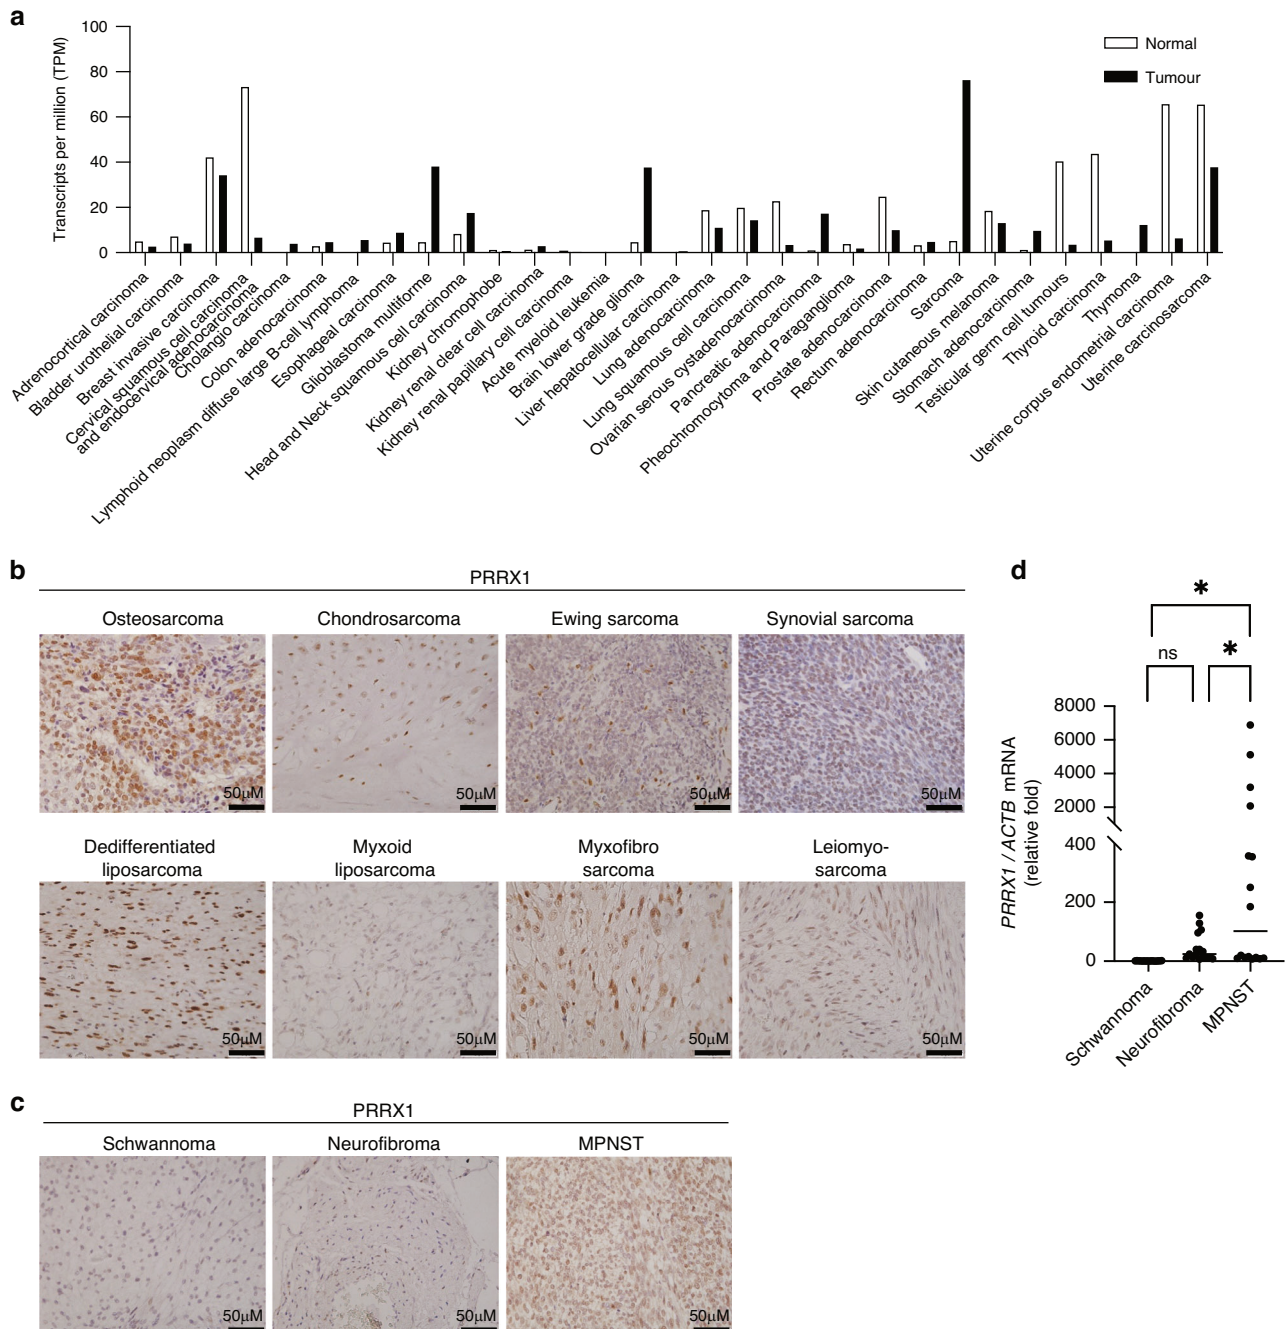 a
Transcripts per million (TPM)
100
80
60
40
20
0
Normal
Tumour
Adrenocortical carcinoma
Bladder urothelial carcinoma
Breast invasive carcinoma
Cervical squamous cell carcinoma
and endocervical adenocarcinoma
Cholangio carcinoma
Colon adenocarcinoma
Lymphoid neoplasm diffuse large B-cell lymphoma
Esophageal carcinoma
Glioblastoma multiforme
Head and Neck squamous cell carcinoma
Kidney chromophobe
Kidney renal clear cell carcinoma
Kidney renal papillary cell carcinoma
Acute myeloid leukemia
Brain lower grade glioma
Liver hepatocellular carcinoma
Lung adenocarcinoma
Lung squamous cell carcinoma
Ovarian serous cystadenocarcinoma
Pancreatic adenocarcinoma
Pheochromocytoma and Paraganglioma
Prostate adenocarcinoma
Rectum adenocarcinoma
Sarcoma
Skin cutaneous melanoma
Stomach adenocarcinoma
Testicular germ cell tumours
Thyroid carcinoma
Thymoma
Uterine corpus endometrial carcinoma
Uterine carcinosarcoma
b
PRRX1
Osteosarcoma
Chondrosarcoma
Ewing sarcoma
Synovial sarcoma
50µM
50µM
50µM
50µM
Dedifferentiated
liposarcoma
Myxoid
liposarcoma
Myxofibro
sarcoma
Leiomyo-
sarcoma
50µM
50µM
50µM
50µM
c
PRRX1
Schwannoma
Neurofibroma
MPNST
50µM
50µM
50µM
d
*
ns
*
PRRX1 / ACTB mRNA
(relative fold)
8000
6000
4000
2000
400
200
0
Schwannoma
Neurofibroma
MPNST